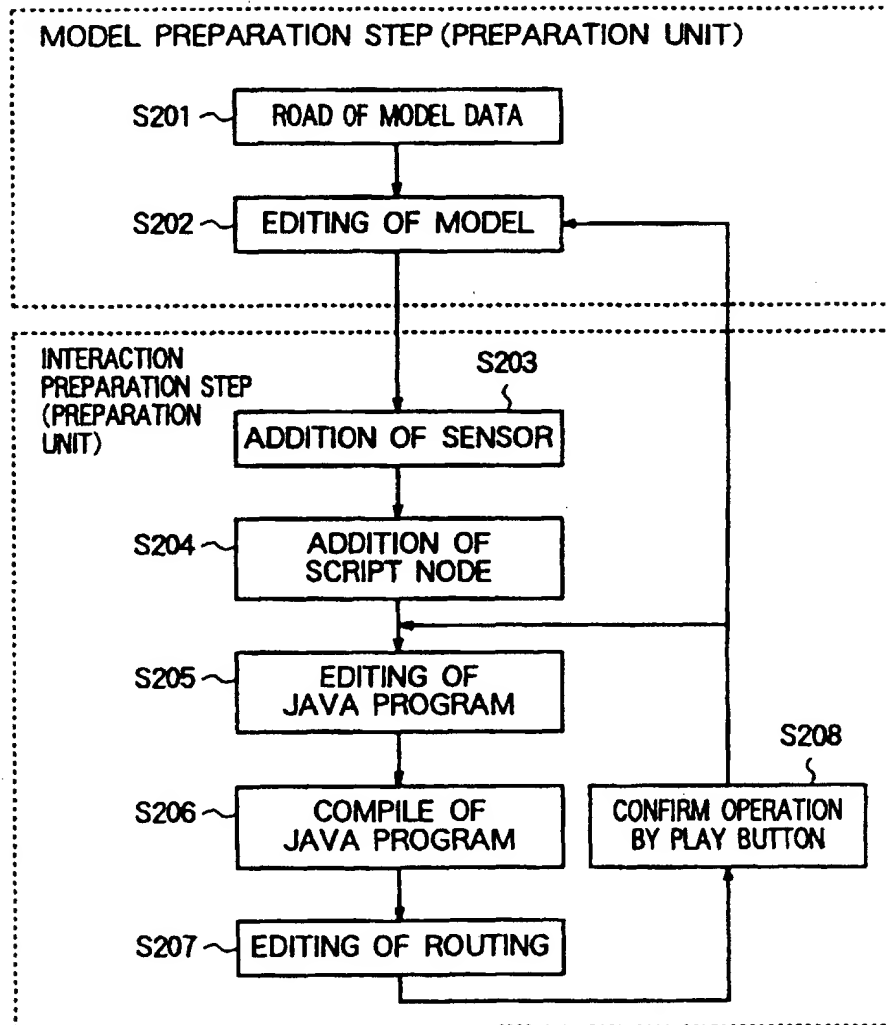 MODEL PREPARATION STEP (PREPARATION UNIT)
S201
ROAD OF MODEL DATA
S202
EDITING OF MODEL
INTERACTION
PREPARATION STEP
(PREPARATION
UNIT)
S203
ADDITION OF SENSOR
S204
ADDITION OF
SCRIPT NODE
S205
EDITING OF
JAVA PROGRAM
S206
COMPILE OF
JAVA PROGRAM
S208
CONFIRM OPERATION
BY PLAY BUTTON
S207
EDITING OF ROUTING